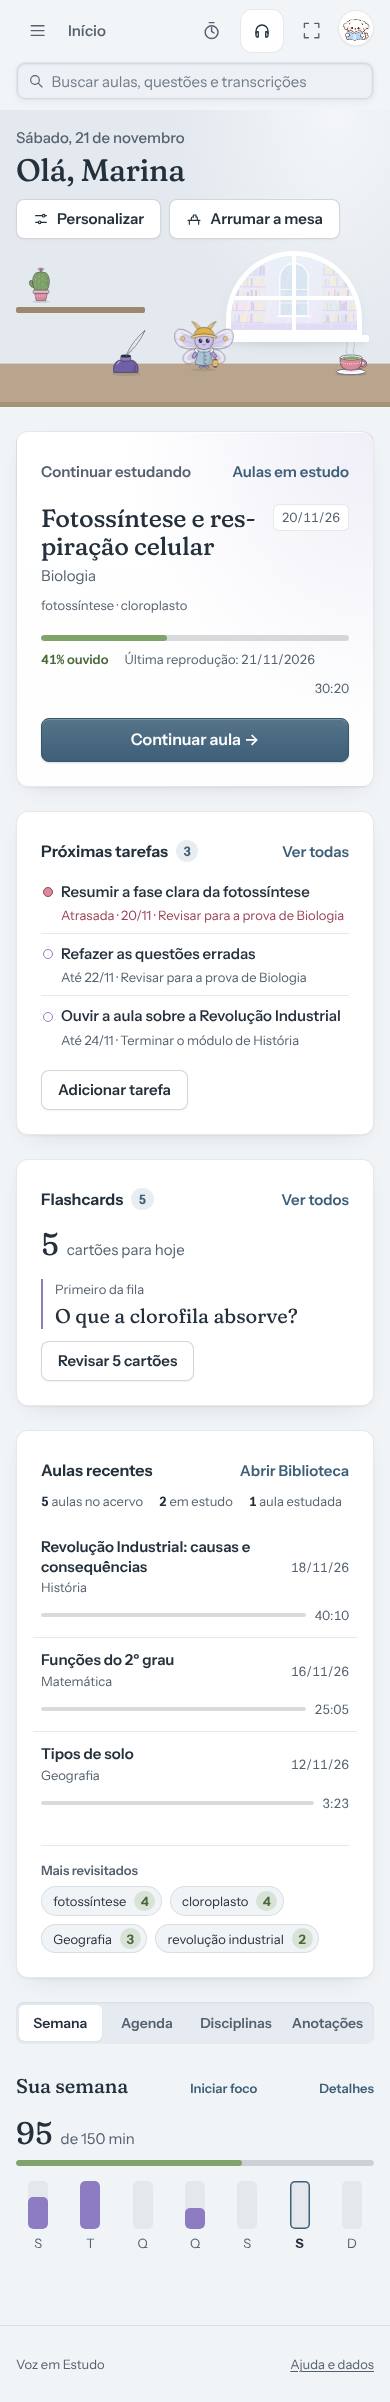 Início
Buscar aulas, questões e transcrições
Sábado, 21 de novembro
Olá, Marina
Personalizar
Arrumar a mesa
Continuar estudando
Aulas em estudo
Fotossíntese e res-
piração celular
20/11/26
Biologia
fotossíntese · cloroplasto
41% ouvido
Última reprodução: 21/11/2026
30:20
Continuar aula →
Próximas tarefas 3
Ver todas
Resumir a fase clara da fotossíntese
Atrasada · 20/11 · Revisar para a prova de Biologia
Refazer as questões erradas
Até 22/11 · Revisar para a prova de Biologia
Ouvir a aula sobre a Revolução Industrial
Até 24/11 · Terminar o módulo de História
Adicionar tarefa
Flashcards 5
Ver todos
5 cartões para hoje
Primeiro da fila
O que a clorofila absorve?
Revisar 5 cartões
Aulas recentes
Abrir Biblioteca
5 aulas no acervo 2 em estudo 1 aula estudada
Revolução Industrial: causas e
consequências
18/11/26
História
40:10
Funções do 2º grau
16/11/26
Matemática
25:05
Tipos de solo
12/11/26
Geografia
3:23
Mais revisitados
fotossíntese 4
cloroplasto 4
Geografia 3
revolução industrial 2
Semana
Agenda
Disciplinas
Anotações
Sua semana
Iniciar foco
Detalhes
95 de 150 min
S T Q Q S S D
Voz em Estudo
Ajuda e dados